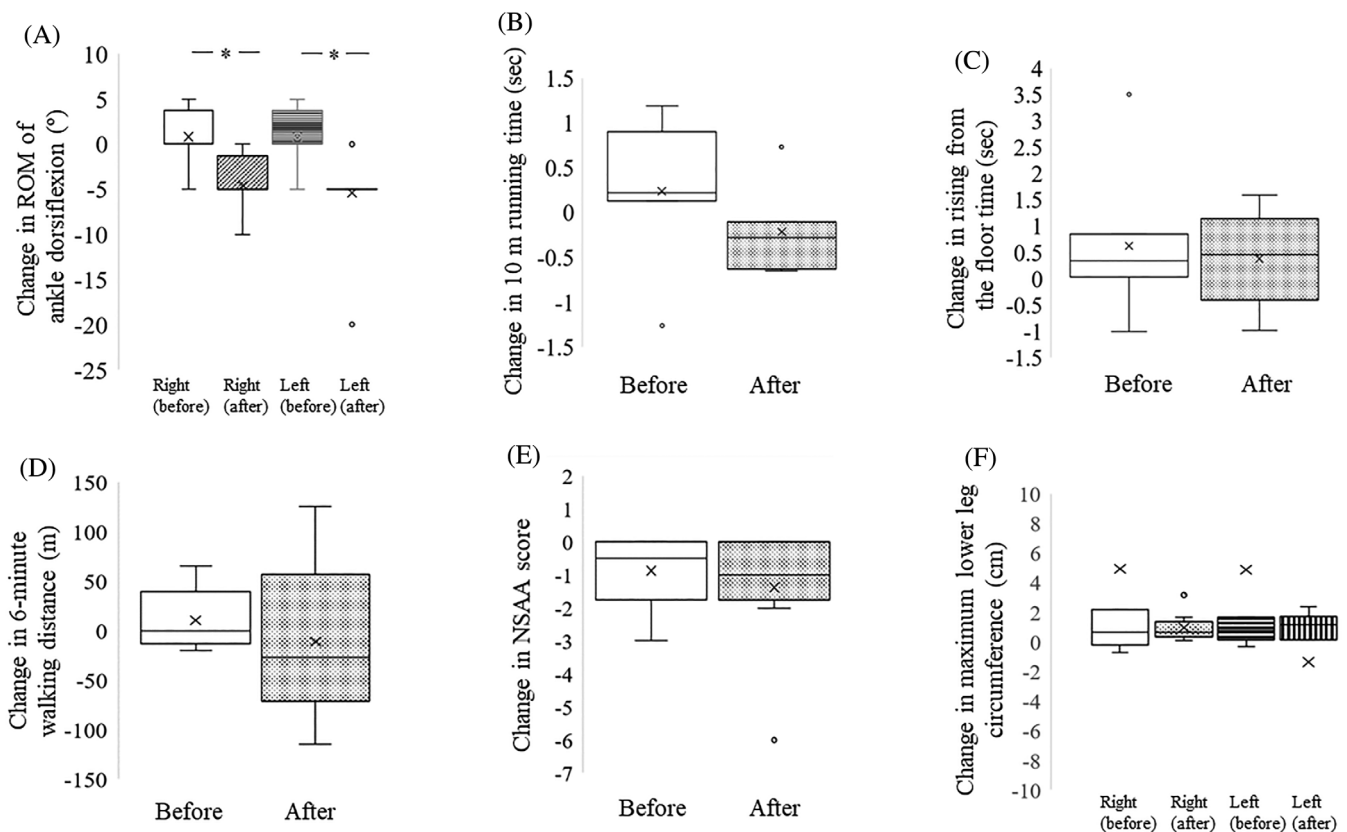 (A)
Change in ROM of
ankle dorsiflexion (°)
10
5
0
-5
-10
-15
-20
-25
*
*
Right
(before)
Right
(after)
Left
(before)
Left
(after)
(B)
Change in 10 m running time (sec)
1.5
1
0.5
0
-0.5
-1
-1.5
Before
After
(C)
Change in rising from
the floor time (sec)
4
3.5
3
2.5
2
1.5
1
0.5
0
-0.5
-1
-1.5
Before
After
(D)
Change in 6-minute
walking distance (m)
150
100
50
0
-50
-100
-150
Before
After
(E)
Change in NSAA score
2
1
0
-1
-2
-3
-4
-5
-6
-7
Before
After
(F)
Change in maximum lower leg
circumference (cm)
10
8
6
4
2
0
-2
-4
-6
-8
-10
Right
(before)
Right
(after)
Left
(before)
Left
(after)